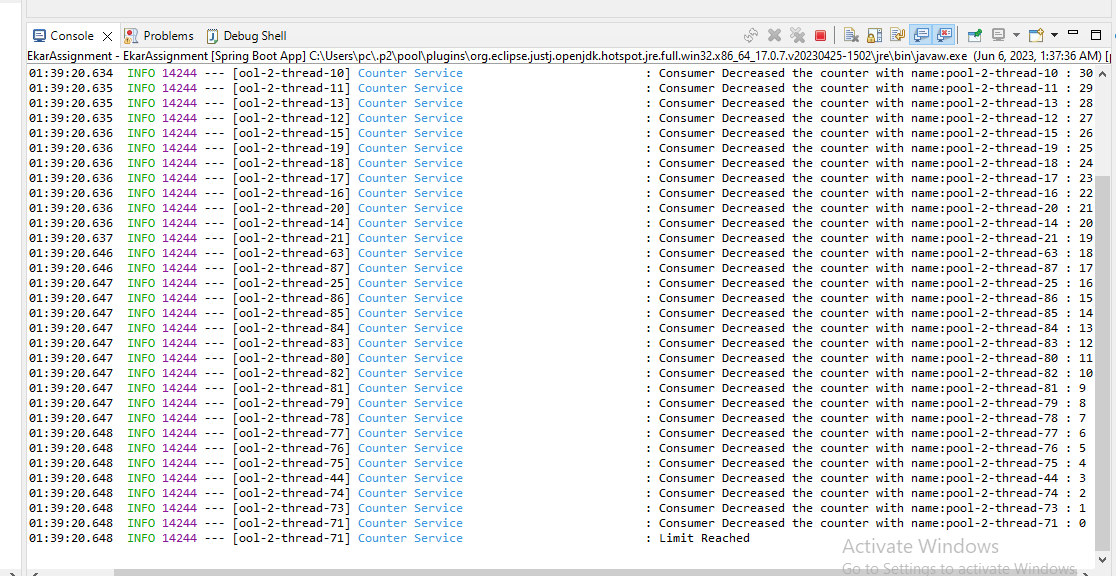 Console Problems Debug Shell
EkarAssignment - EkarAssignment [Spring Boot App] C:\Users\pc\.p2\pool\plugins\org.eclipse.justj.openjdk.hotspot.jre.full.win32.x86_64_17.0.7.v20230425-1502\jre\bin\javaw.exe (Jun 6, 2023, 1:37:36 AM) [
01:39:20.634 INFO 14244 --- [ool-2-thread-10] Counter Service : Consumer Decreased the counter with name:pool-2-thread-10 : 30
01:39:20.635 INFO 14244 --- [ool-2-thread-11] Counter Service : Consumer Decreased the counter with name:pool-2-thread-11 : 29
01:39:20.635 INFO 14244 --- [ool-2-thread-13] Counter Service : Consumer Decreased the counter with name:pool-2-thread-13 : 28
01:39:20.635 INFO 14244 --- [ool-2-thread-12] Counter Service : Consumer Decreased the counter with name:pool-2-thread-12 : 27
01:39:20.636 INFO 14244 --- [ool-2-thread-15] Counter Service : Consumer Decreased the counter with name:pool-2-thread-15 : 26
01:39:20.636 INFO 14244 --- [ool-2-thread-19] Counter Service : Consumer Decreased the counter with name:pool-2-thread-19 : 25
01:39:20.636 INFO 14244 --- [ool-2-thread-18] Counter Service : Consumer Decreased the counter with name:pool-2-thread-18 : 24
01:39:20.636 INFO 14244 --- [ool-2-thread-17] Counter Service : Consumer Decreased the counter with name:pool-2-thread-17 : 23
01:39:20.636 INFO 14244 --- [ool-2-thread-16] Counter Service : Consumer Decreased the counter with name:pool-2-thread-16 : 22
01:39:20.636 INFO 14244 --- [ool-2-thread-20] Counter Service : Consumer Decreased the counter with name:pool-2-thread-20 : 21
01:39:20.636 INFO 14244 --- [ool-2-thread-14] Counter Service : Consumer Decreased the counter with name:pool-2-thread-14 : 20
01:39:20.637 INFO 14244 --- [ool-2-thread-21] Counter Service : Consumer Decreased the counter with name:pool-2-thread-21 : 19
01:39:20.646 INFO 14244 --- [ool-2-thread-63] Counter Service : Consumer Decreased the counter with name:pool-2-thread-63 : 18
01:39:20.646 INFO 14244 --- [ool-2-thread-87] Counter Service : Consumer Decreased the counter with name:pool-2-thread-87 : 17
01:39:20.647 INFO 14244 --- [ool-2-thread-25] Counter Service : Consumer Decreased the counter with name:pool-2-thread-25 : 16
01:39:20.647 INFO 14244 --- [ool-2-thread-86] Counter Service : Consumer Decreased the counter with name:pool-2-thread-86 : 15
01:39:20.647 INFO 14244 --- [ool-2-thread-85] Counter Service : Consumer Decreased the counter with name:pool-2-thread-85 : 14
01:39:20.647 INFO 14244 --- [ool-2-thread-84] Counter Service : Consumer Decreased the counter with name:pool-2-thread-84 : 13
01:39:20.647 INFO 14244 --- [ool-2-thread-83] Counter Service : Consumer Decreased the counter with name:pool-2-thread-83 : 12
01:39:20.647 INFO 14244 --- [ool-2-thread-80] Counter Service : Consumer Decreased the counter with name:pool-2-thread-80 : 11
01:39:20.647 INFO 14244 --- [ool-2-thread-82] Counter Service : Consumer Decreased the counter with name:pool-2-thread-82 : 10
01:39:20.647 INFO 14244 --- [ool-2-thread-81] Counter Service : Consumer Decreased the counter with name:pool-2-thread-81 : 9
01:39:20.647 INFO 14244 --- [ool-2-thread-79] Counter Service : Consumer Decreased the counter with name:pool-2-thread-79 : 8
01:39:20.647 INFO 14244 --- [ool-2-thread-78] Counter Service : Consumer Decreased the counter with name:pool-2-thread-78 : 7
01:39:20.648 INFO 14244 --- [ool-2-thread-77] Counter Service : Consumer Decreased the counter with name:pool-2-thread-77 : 6
01:39:20.648 INFO 14244 --- [ool-2-thread-76] Counter Service : Consumer Decreased the counter with name:pool-2-thread-76 : 5
01:39:20.648 INFO 14244 --- [ool-2-thread-75] Counter Service : Consumer Decreased the counter with name:pool-2-thread-75 : 4
01:39:20.648 INFO 14244 --- [ool-2-thread-44] Counter Service : Consumer Decreased the counter with name:pool-2-thread-44 : 3
01:39:20.648 INFO 14244 --- [ool-2-thread-74] Counter Service : Consumer Decreased the counter with name:pool-2-thread-74 : 2
01:39:20.648 INFO 14244 --- [ool-2-thread-73] Counter Service : Consumer Decreased the counter with name:pool-2-thread-73 : 1
01:39:20.648 INFO 14244 --- [ool-2-thread-71] Counter Service : Consumer Decreased the counter with name:pool-2-thread-71 : 0
01:39:20.648 INFO 14244 --- [ool-2-thread-71] Counter Service : Limit Reached
Activate Windows
Go to Settings to activate Windows.